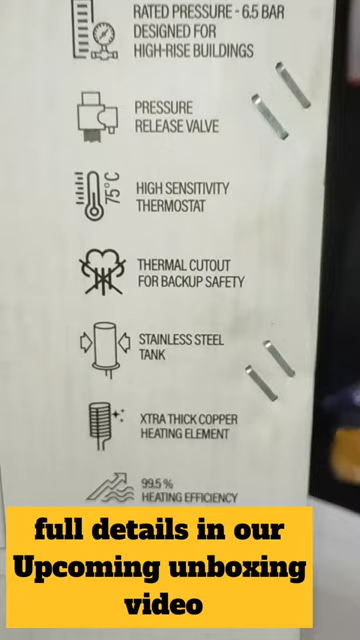 RATED PRESSURE - 6.5 BAR
DESIGNED FOR
HIGH-RISE BUILDINGS
PRESSURE
RELEASE VALVE
75°C
HIGH SENSITIVITY
THERMOSTAT
THERMAL CUTOUT
FOR BACKUP SAFETY
STAINLESS STEEL
TANK
XTRA THICK COPPER
HEATING ELEMENT
99.5 %
HEATING EFFICIENCY
full details in our
Upcoming unboxing
video